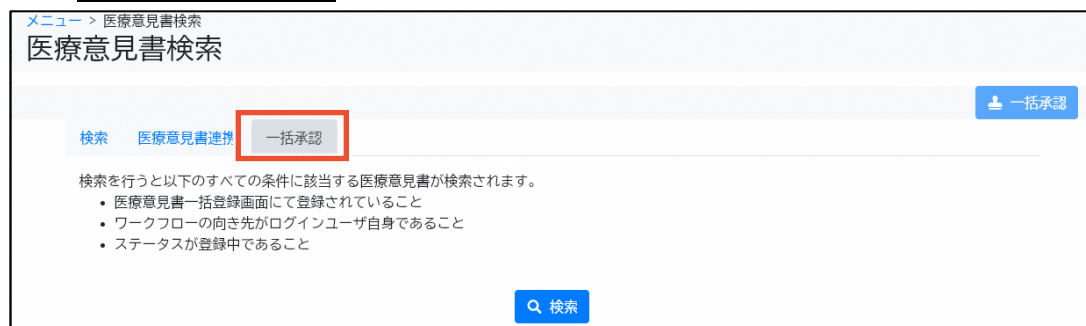 メニュー > 医療意見書検索
医療意見書検索
一括承認
検索 医療意見書連携 一括承認
検索を行うと以下のすべての条件に該当する医療意見書が検索されます。
• 医療意見書一括登録画面にて登録されていること
• ワークフローの向き先がログインユーザ自身であること
• ステータスが登録中であること
検索